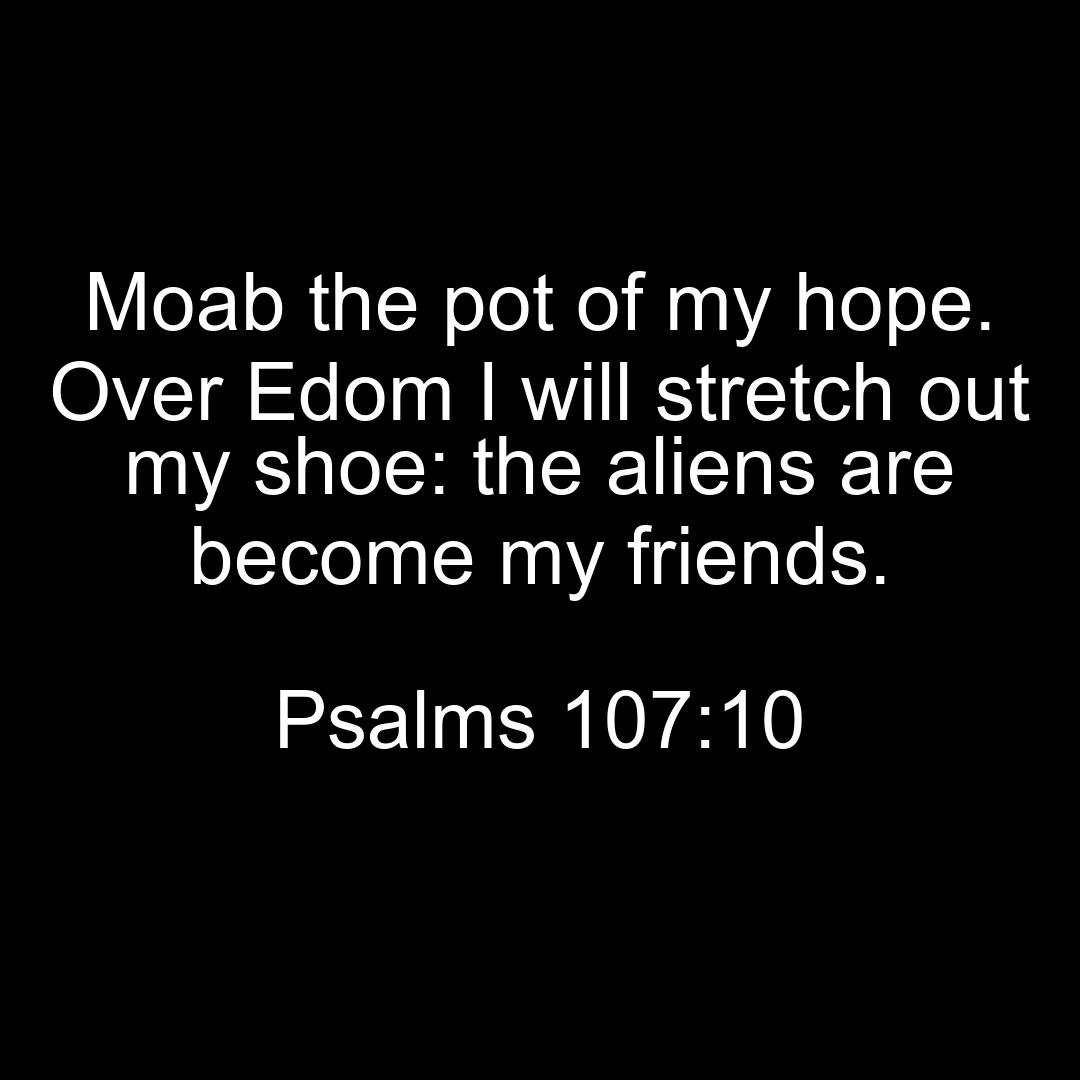 Moab the pot of my hope.
Over Edom I will stretch out
my shoe: the aliens are
become my friends.
Psalms 107:10